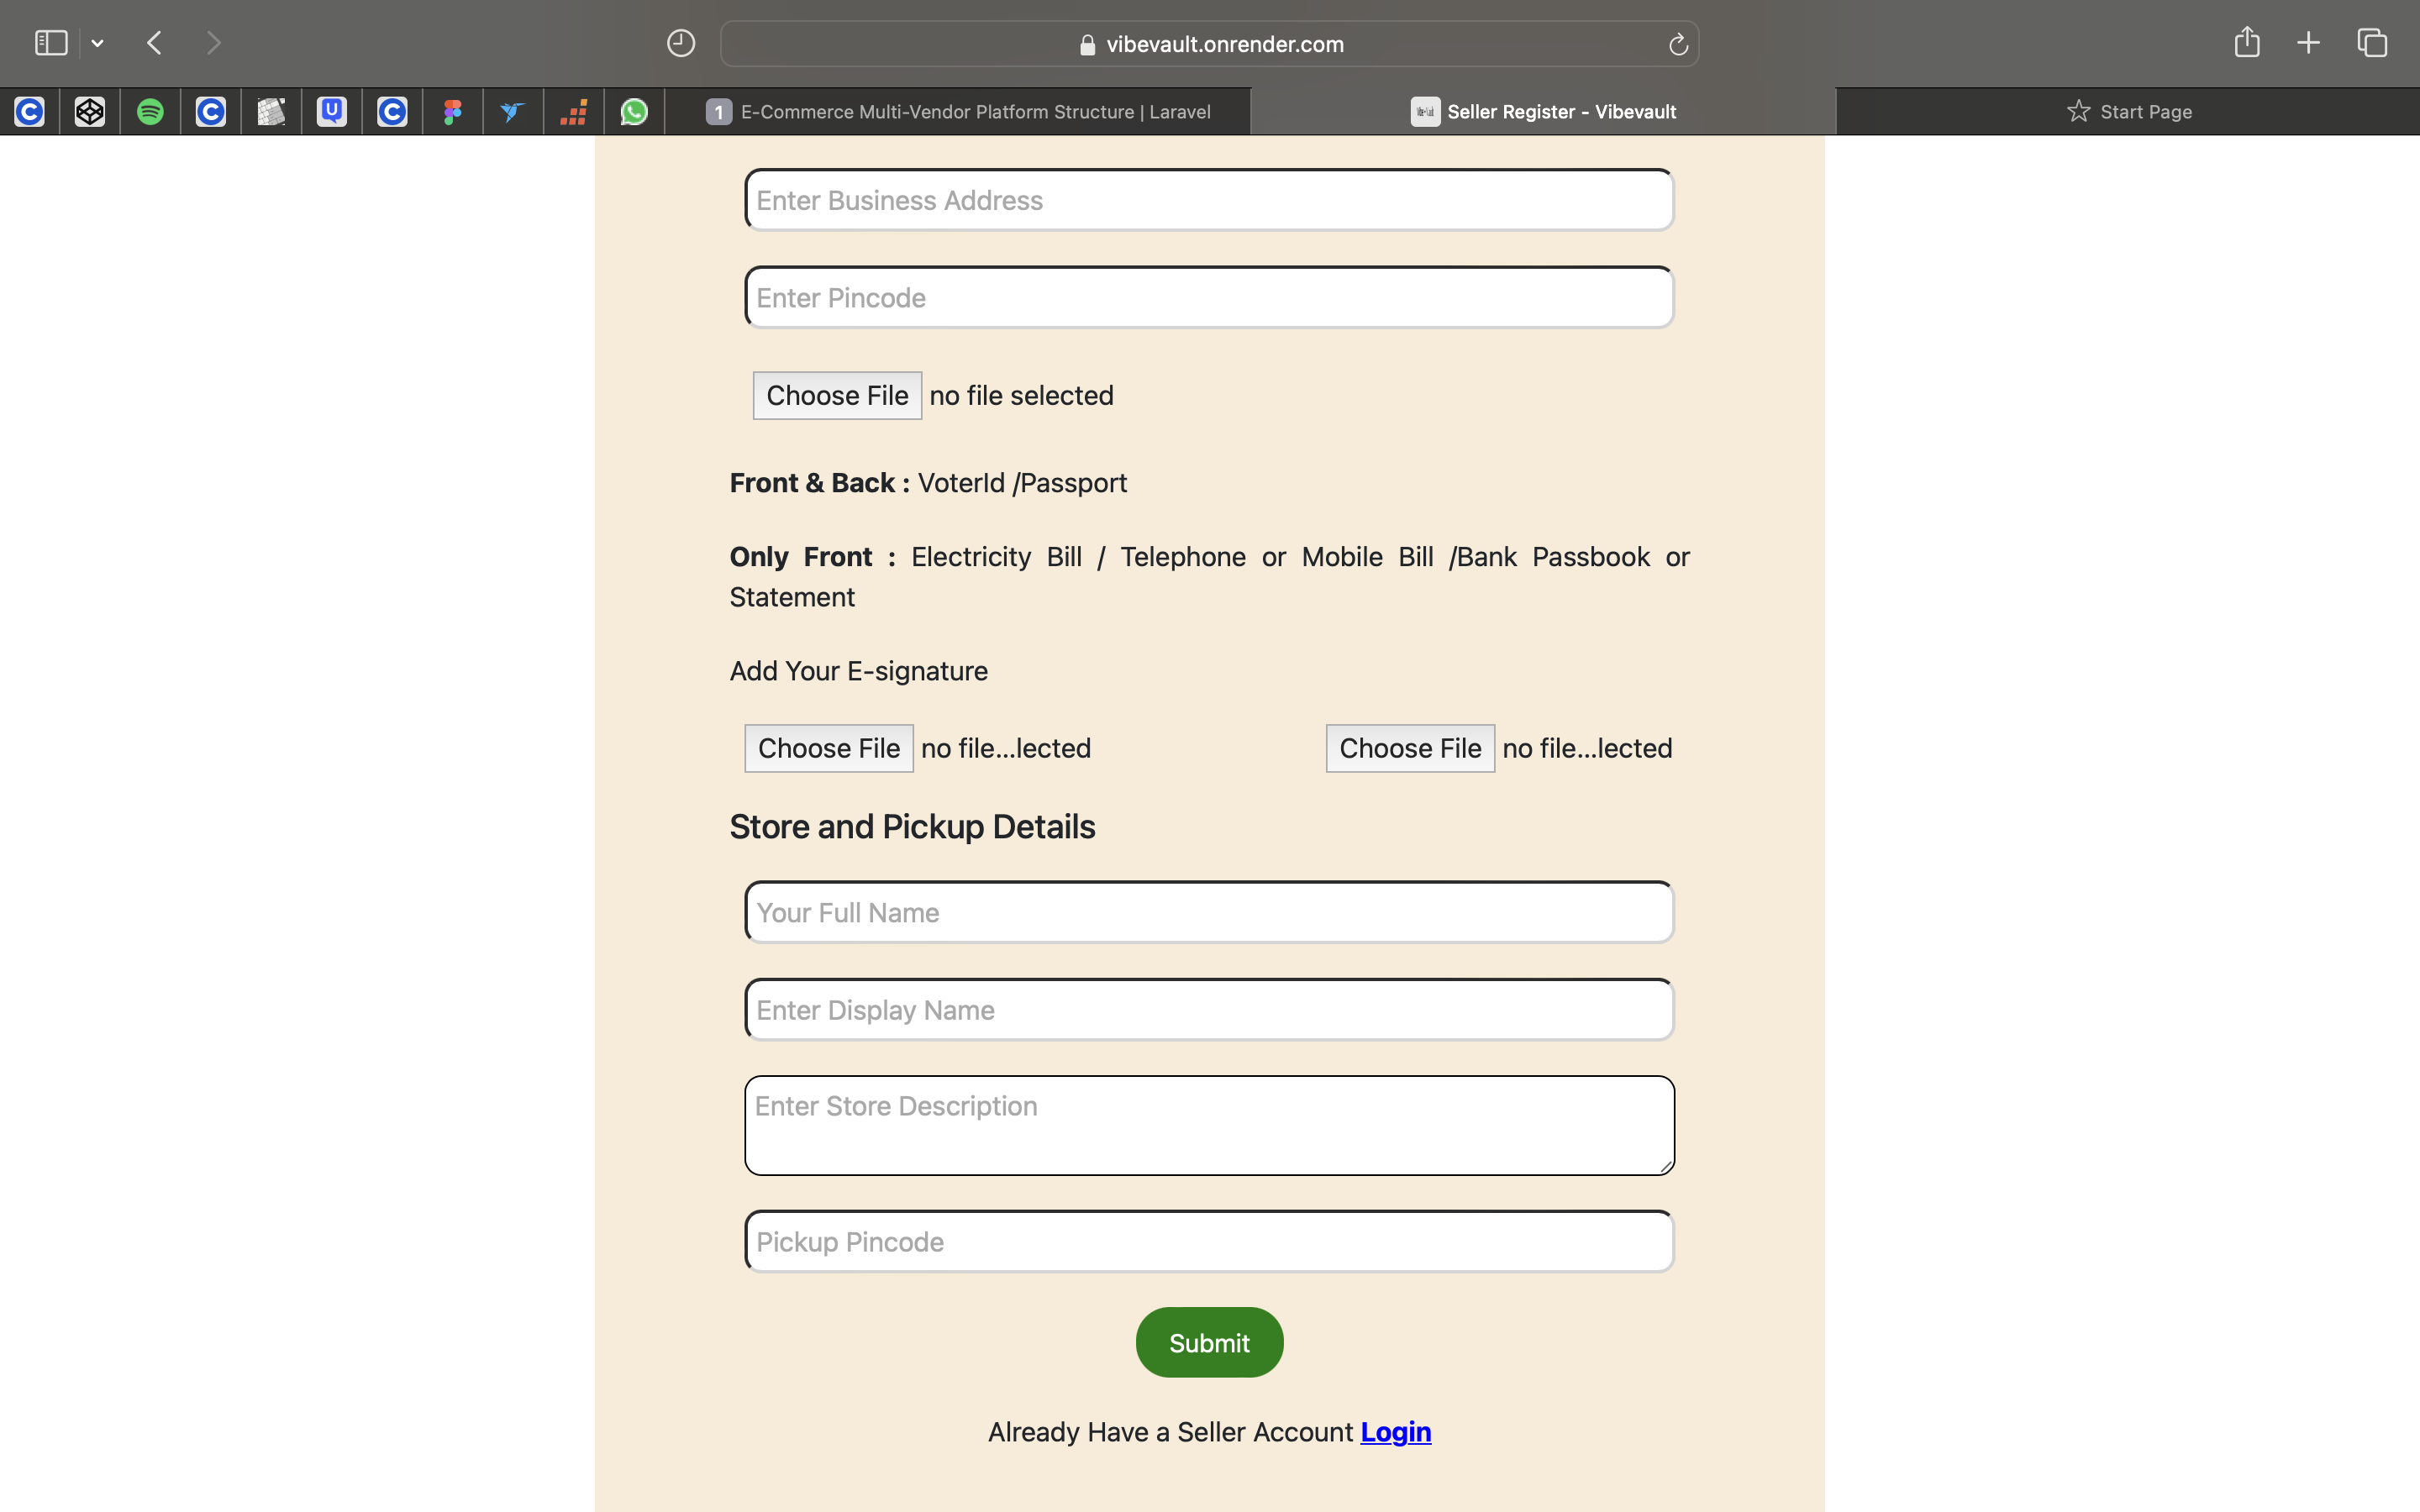 vibevault.onrender.com
1 E-Commerce Multi-Vendor Platform Structure | Laravel
Seller Register - Vibevault
Start Page
Enter Business Address
Enter Pincode
Choose File no file selected
Front & Back : VoterId /Passport
Only Front : Electricity Bill / Telephone or Mobile Bill /Bank Passbook or
Statement
Add Your E-signature
Choose File no file...lected
Choose File no file...lected
Store and Pickup Details
Your Full Name
Enter Display Name
Enter Store Description
Pickup Pincode
Submit
Already Have a Seller Account Login